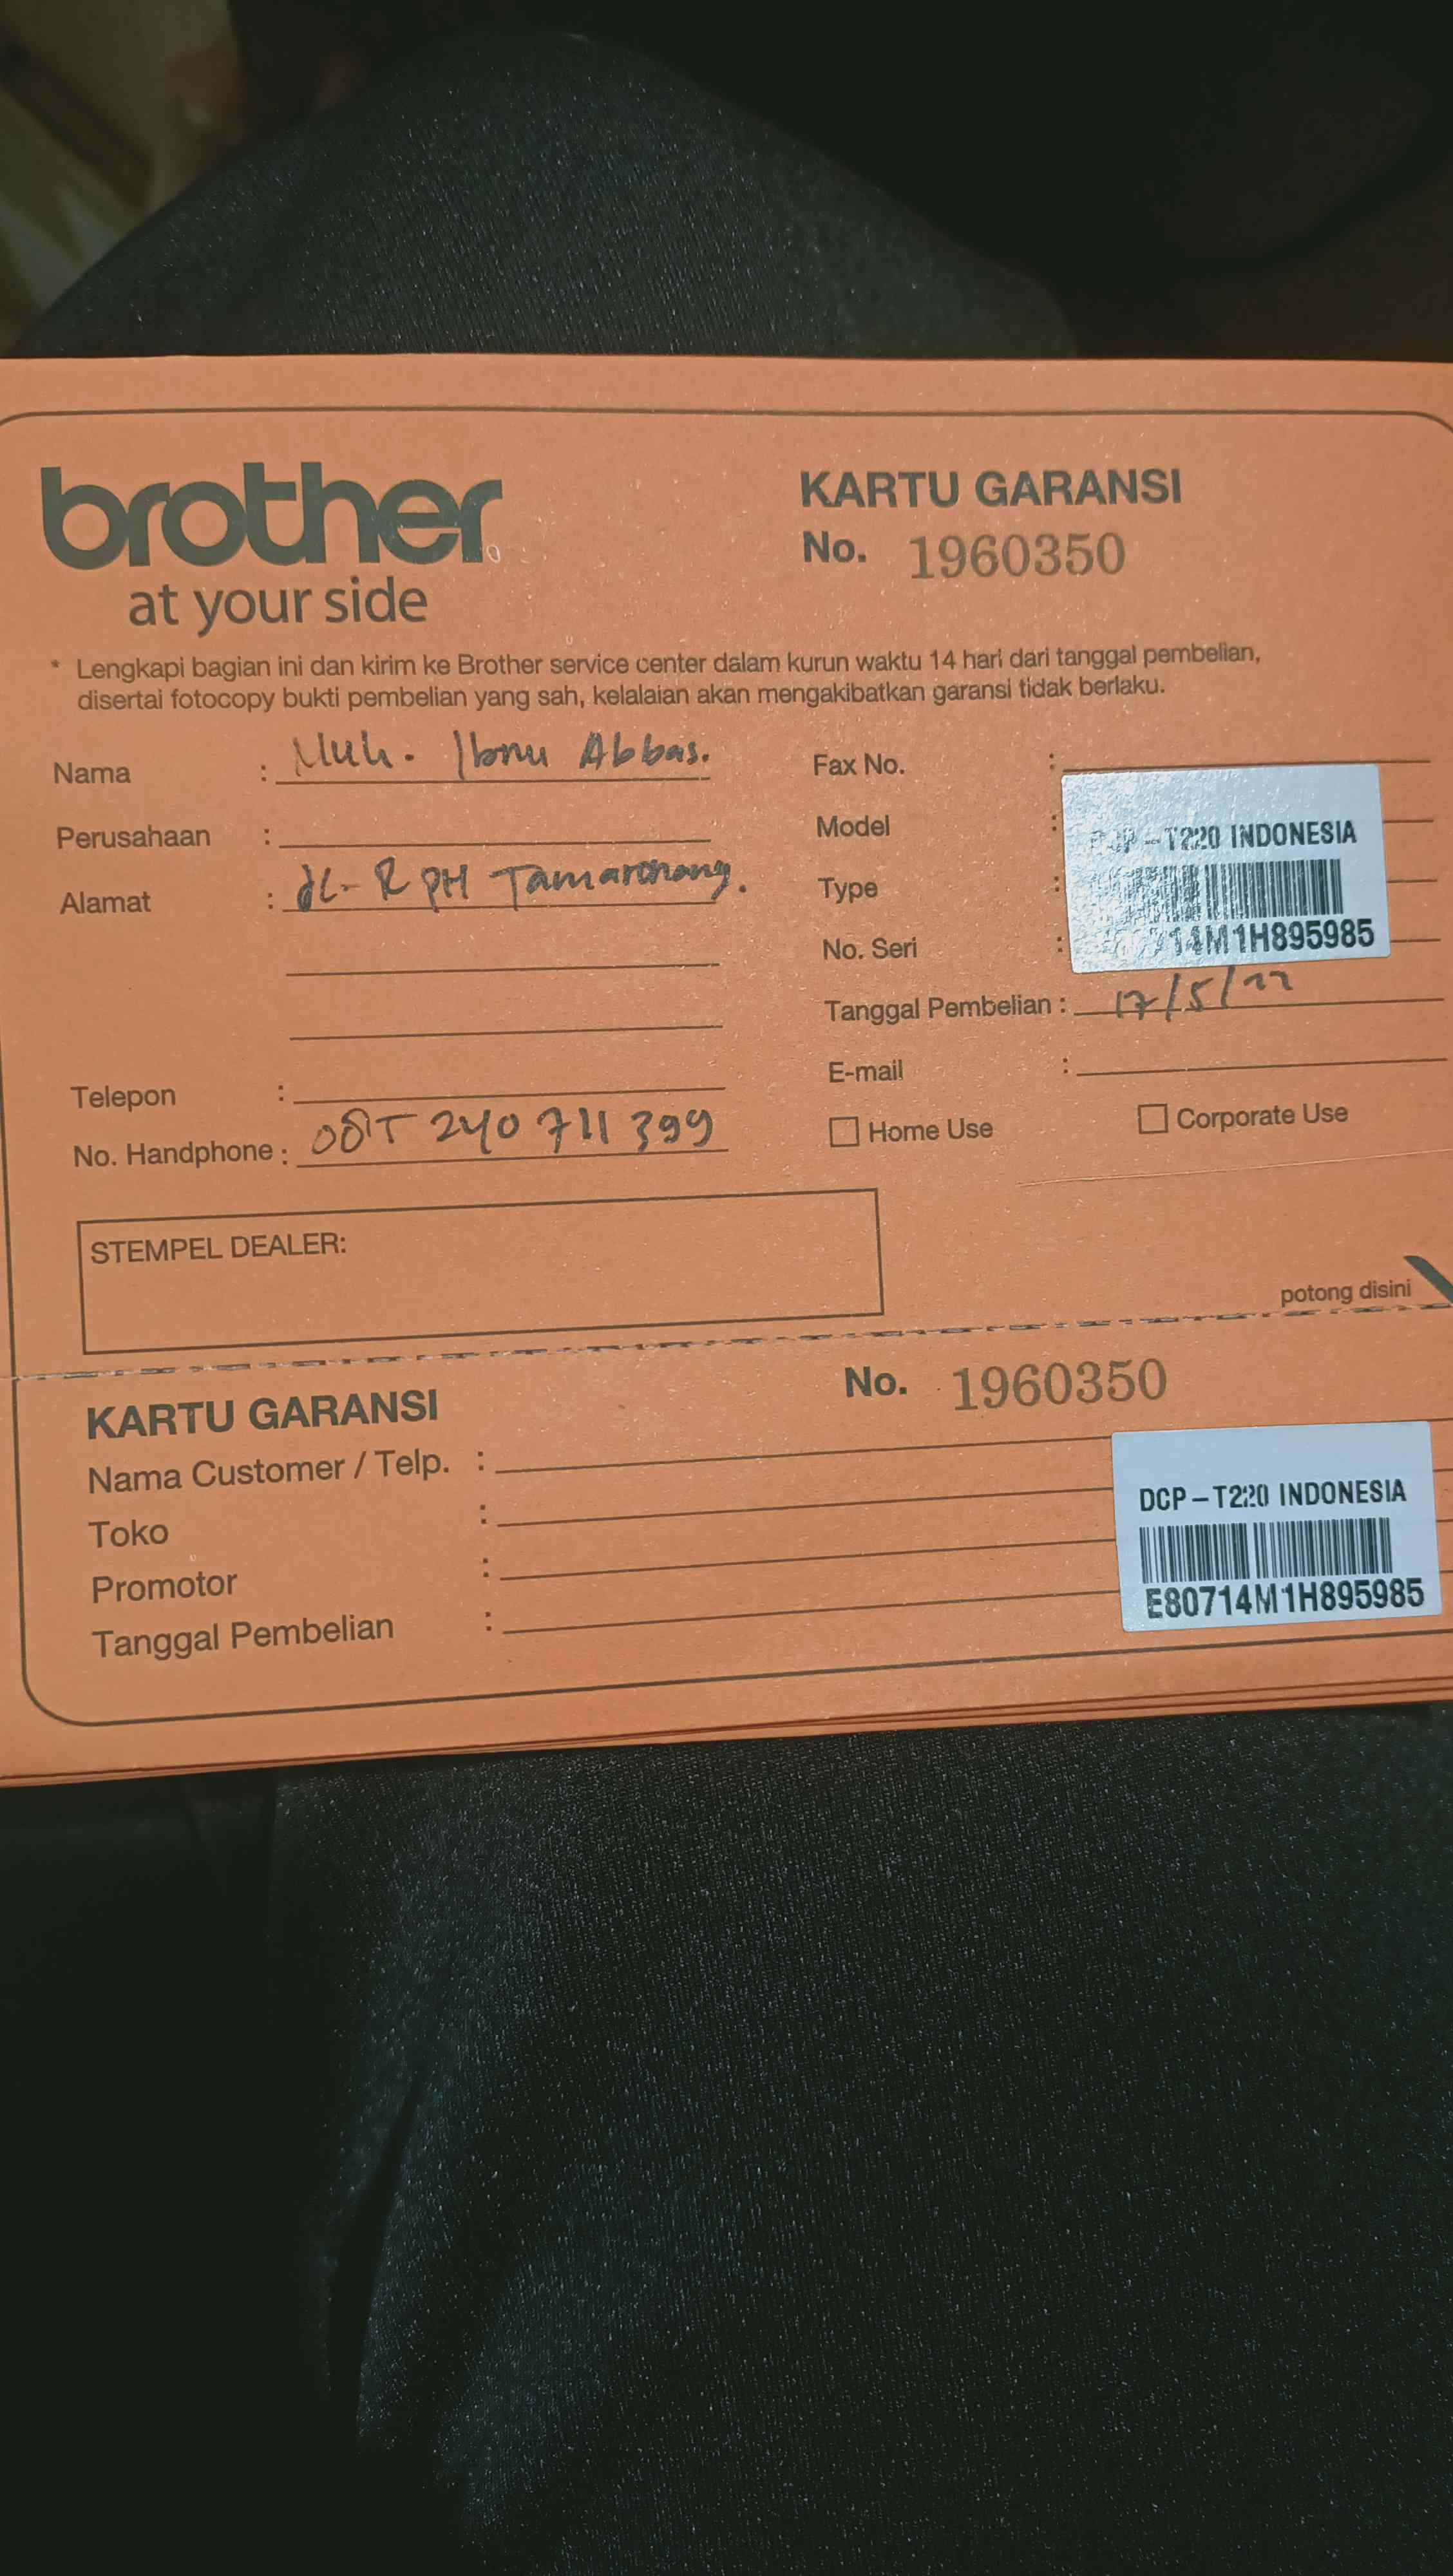 brother
at your side
KARTU GARANSI
No. 1960350
* Lengkapi bagian ini dan kirim ke Brother service center dalam kurun waktu 14 hari dari tanggal pembelian,
disertai fotocopy bukti pembelian yang sah, kelalaian akan mengakibatkan garansi tidak berlaku.
Nama : Muh. Ibnu Abbas.
Perusahaan :
Alamat : JL- RPH Tamarunang.
Telepon :
No. Handphone : 085 240 711 399
Fax No. :
Model : DCP-T220 INDONESIA
Type :
No. Seri : 14M1H895985
Tanggal Pembelian : 17/5/22
E-mail :
Home Use Corporate Use
STEMPEL DEALER:
potong disini
KARTU GARANSI
No. 1960350
Nama Customer / Telp. :
Toko :
Promotor :
Tanggal Pembelian :
DCP-T220 INDONESIA
E80714M1H895985